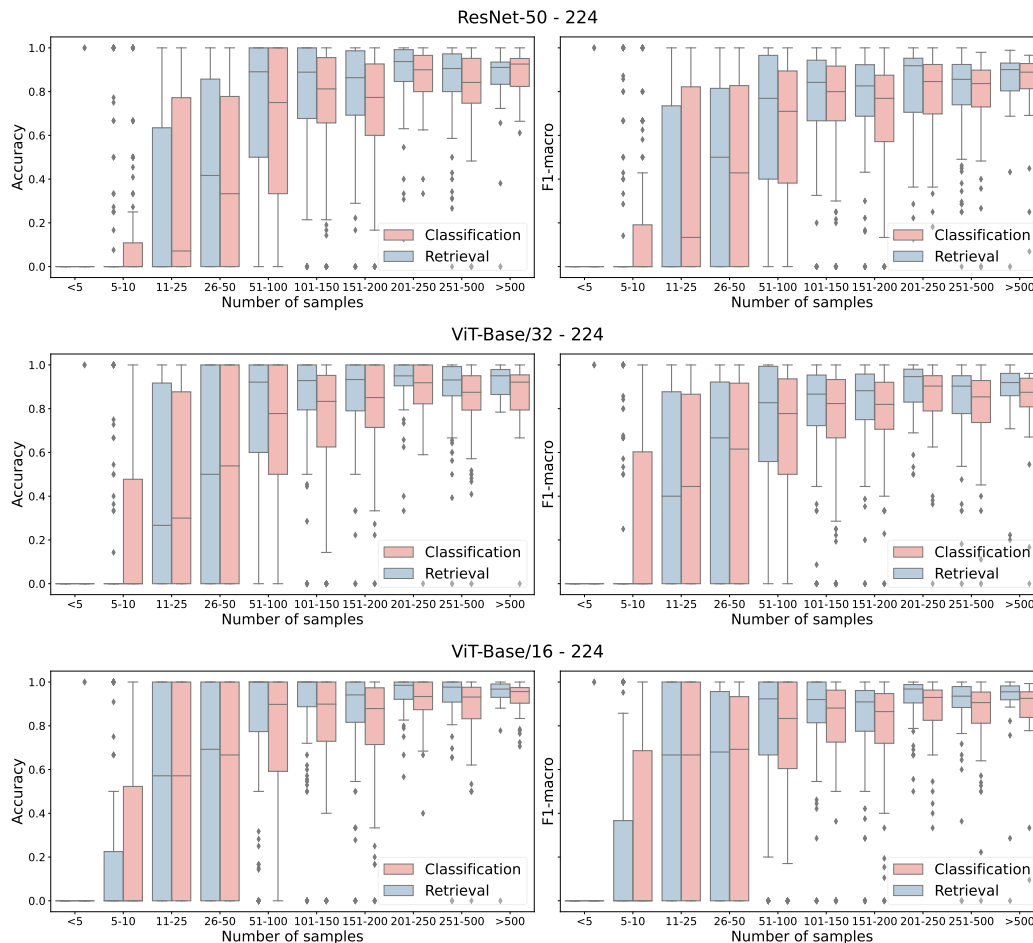 ResNet-50 - 224
1.0
0.8
0.6
0.4
0.2
0.0
Accuracy
Classification
Retrieval
<5 5-10 11-25 26-50 51-100 101-150 151-200 201-250 251-500 >500
Number of samples
F1-macro
Classification
Retrieval
<5 5-10 11-25 26-50 51-100 101-150 151-200 201-250 251-500 >500
Number of samples
ViT-Base/32 - 224
1.0
0.8
0.6
0.4
0.2
0.0
Accuracy
Classification
Retrieval
<5 5-10 11-25 26-50 51-100 101-150 151-200 201-250 251-500 >500
Number of samples
F1-macro
Classification
Retrieval
<5 5-10 11-25 26-50 51-100 101-150 151-200 201-250 251-500 >500
Number of samples
ViT-Base/16 - 224
1.0
0.8
0.6
0.4
0.2
0.0
Accuracy
Classification
Retrieval
<5 5-10 11-25 26-50 51-100 101-150 151-200 201-250 251-500 >500
Number of samples
F1-macro
Classification
Retrieval
<5 5-10 11-25 26-50 51-100 101-150 151-200 201-250 251-500 >500
Number of samples